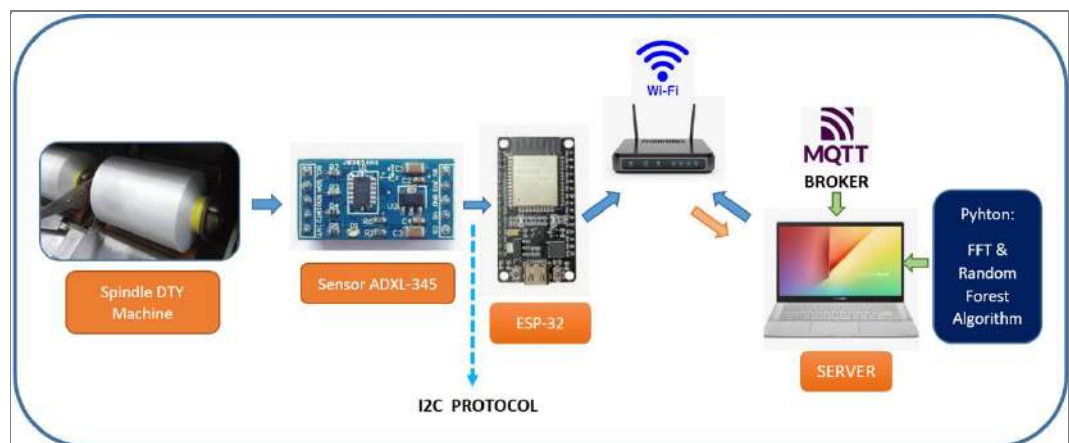 Wi-Fi
MQTT
BROKER
Pyhton:
FFT &
Random
Forest
Algorithm
Spindle DTY
Machine
Sensor ADXL-345
ESP-32
SERVER
I2C PROTOCOL